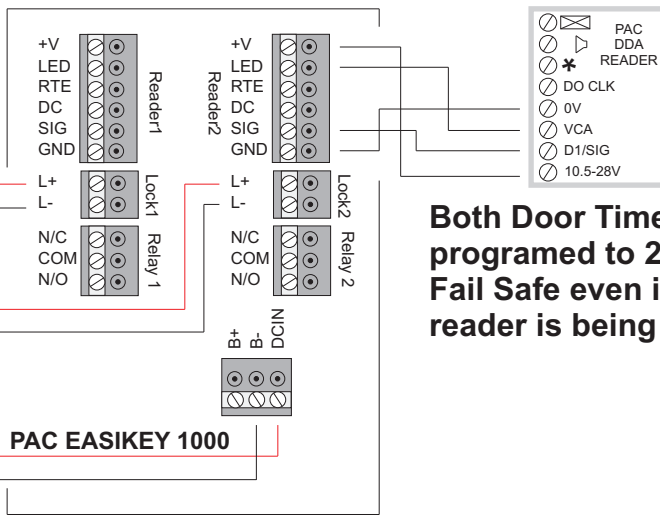 +V
LED
RTE
DC
SIG
GND
Reader1
L+
L-
Lock1
N/C
COM
N/O
Relay 1
+V
LED
RTE
DC
SIG
GND
Reader2
L+
L-
Lock2
N/C
COM
N/O
Relay 2
B+
B-
DCIN
PAC EASIKEY 1000
PAC
DDA
READER
DO CLK
0V
VCA
D1/SIG
10.5-28V
Both Door Time
programed to 2
Fail Safe even i
reader is being